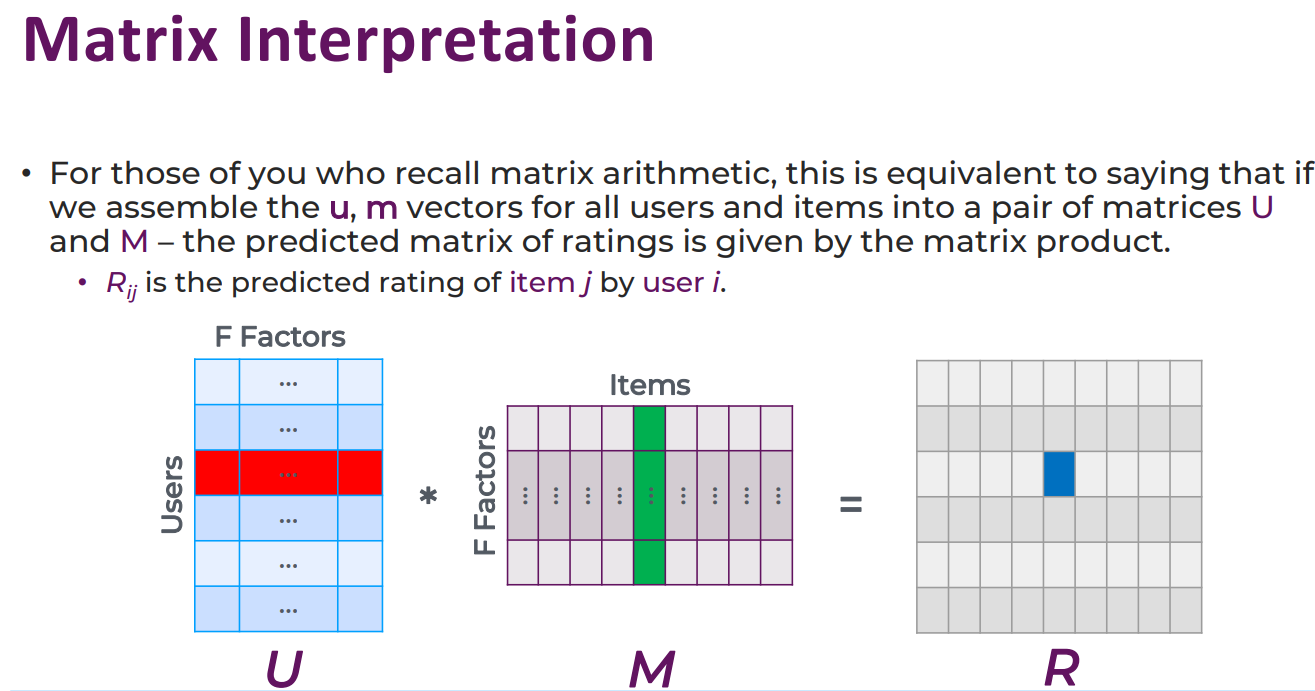 Matrix Interpretation
• For those of you who recall matrix arithmetic, this is equivalent to saying that if
we assemble the u, m vectors for all users and items into a pair of matrices U
and M – the predicted matrix of ratings is given by the matrix product.
• Rij is the predicted rating of item j by user i.
F Factors
Items
Users
F Factors
...
...
...
...
...
...
*
... ... ... ... ... ... ... ... ...
=
U
M
R